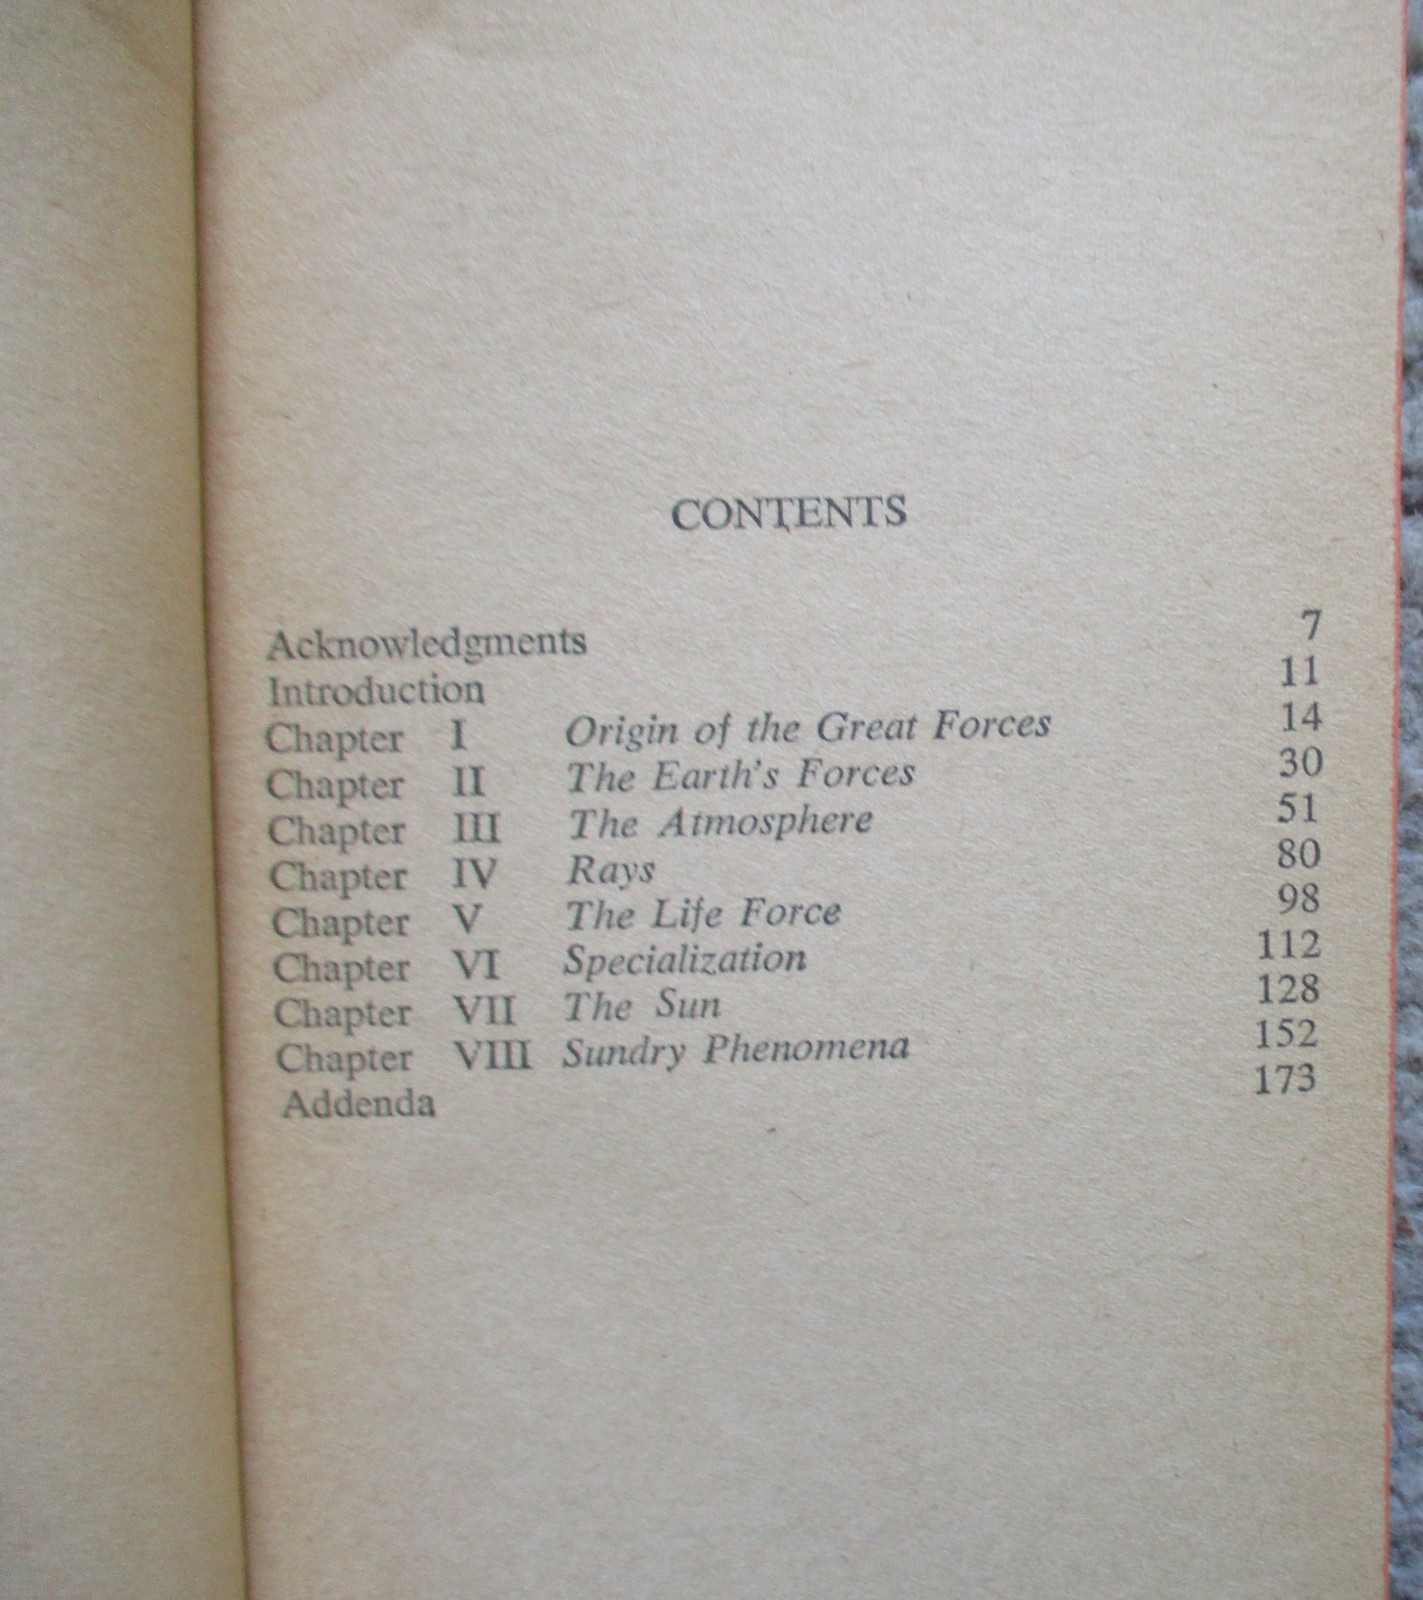 CONTENTS
Acknowledgments 7
Introduction 11
Chapter I Origin of the Great Forces 14
Chapter II The Earth's Forces 30
Chapter III The Atmosphere 51
Chapter IV Rays 80
Chapter V The Life Force 98
Chapter VI Specialization 112
Chapter VII The Sun 128
Chapter VIII Sundry Phenomena 152
Addenda 173